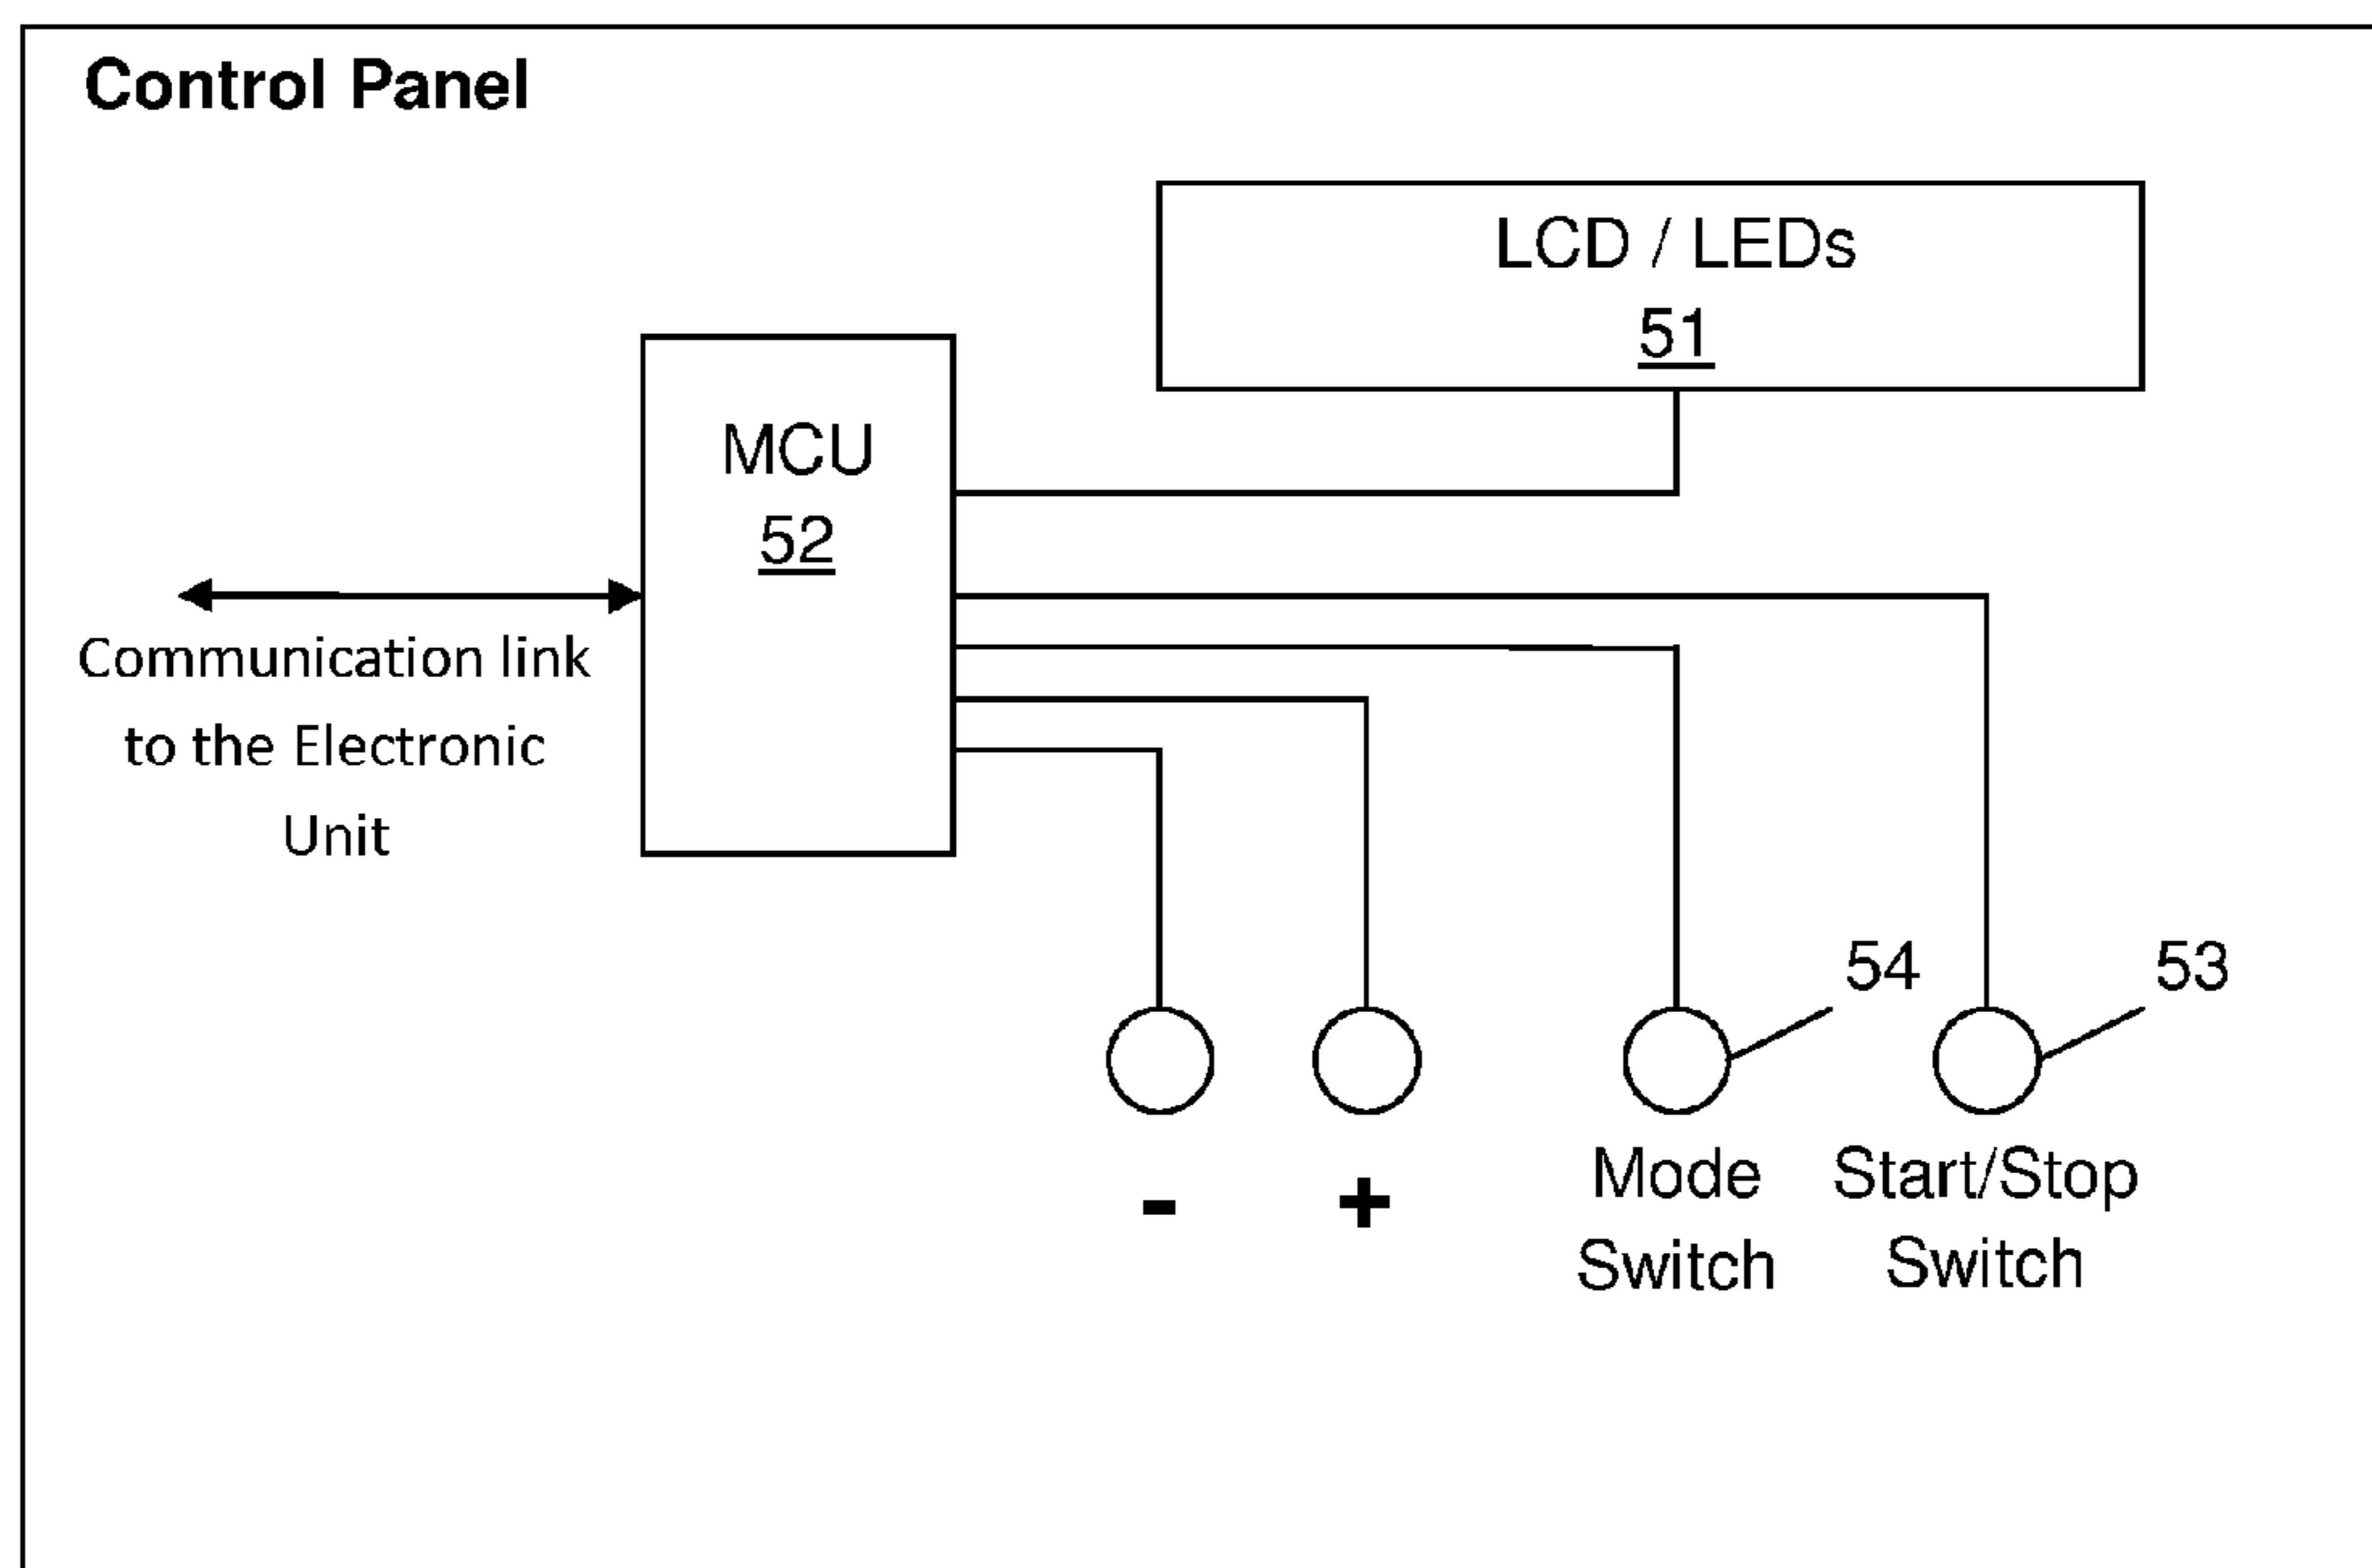 Control Panel
LCD / LEDs
51
MCU
52
Communication link
to the Electronic
Unit
54
53
-
+
Mode
Switch
Start/Stop
Switch